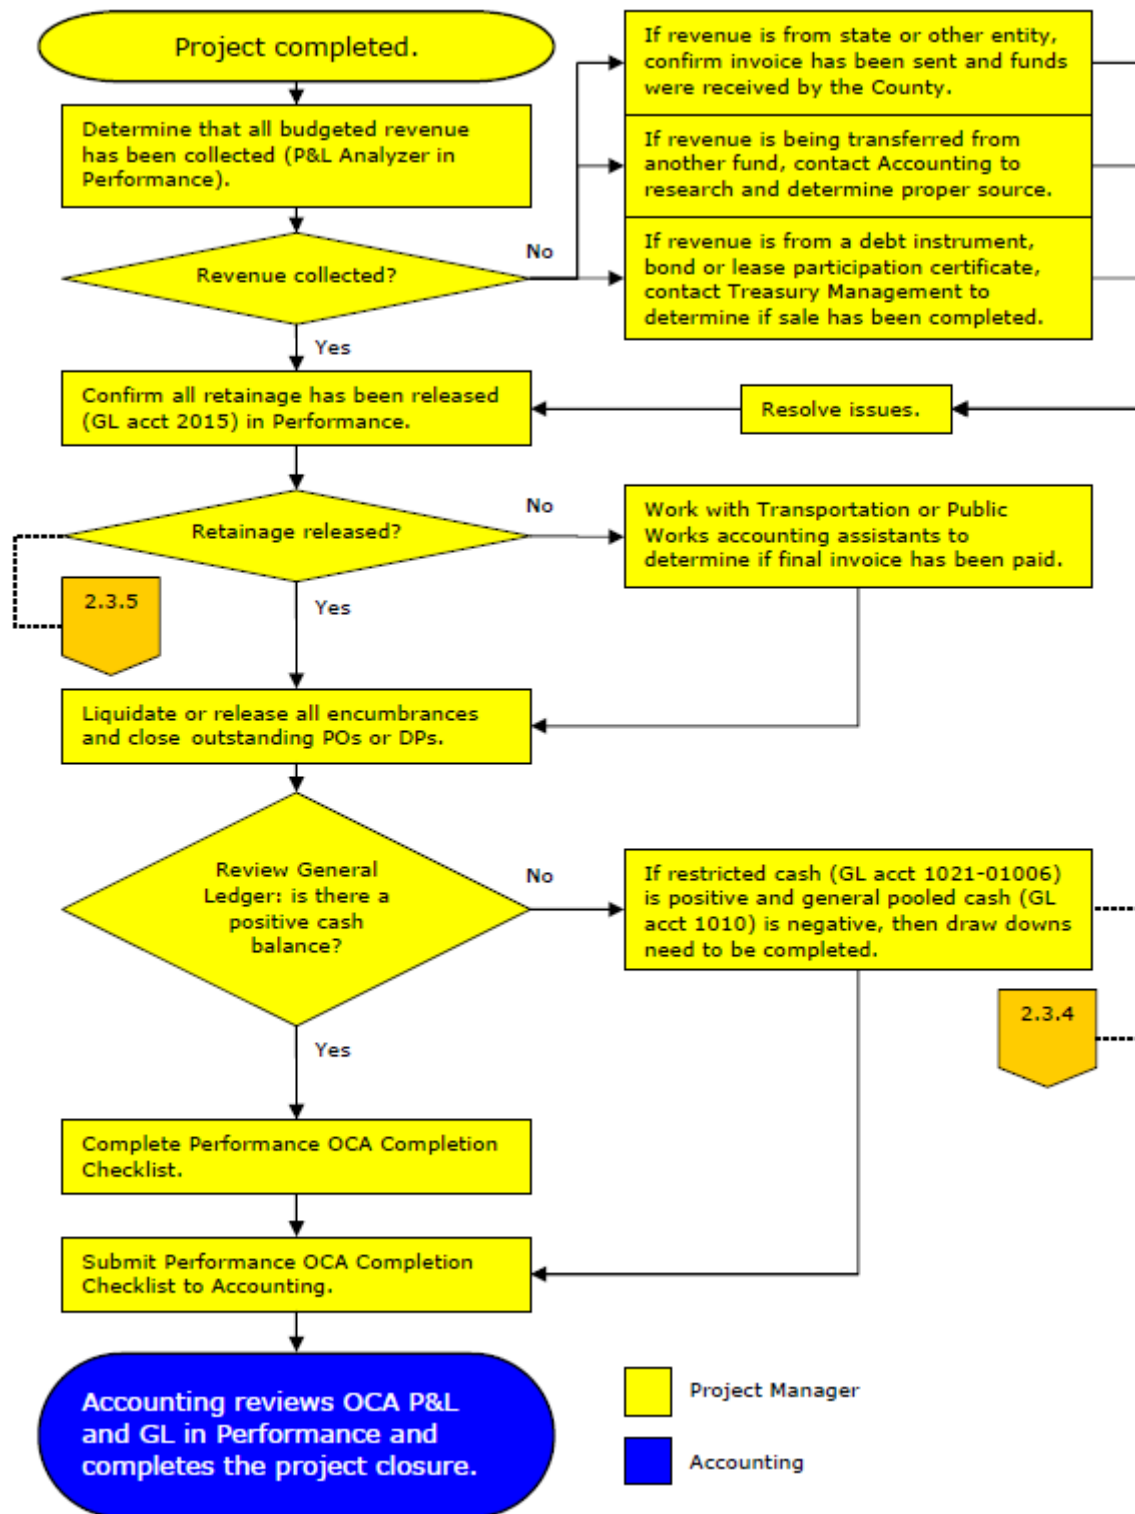 Project completed.
If revenue is from state or other entity,
confirm invoice has been sent and funds
were received by the County.
Determine that all budgeted revenue
has been collected (P&L Analyzer in
Performance).
If revenue is being transferred from
another fund, contact Accounting to
research and determine proper source.
Revenue collected?
No
If revenue is from a debt instrument,
bond or lease participation certificate,
contact Treasury Management to
determine if sale has been completed.
Yes
Confirm all retainage has been released
(GL acct 2015) in Performance.
Resolve issues.
Retainage released?
No
Work with Transportation or Public
Works accounting assistants to
determine if final invoice has been paid.
2.3.5
Yes
Liquidate or release all encumbrances
and close outstanding POs or DPs.
Review General
Ledger: is there a
positive cash
balance?
No
If restricted cash (GL acct 1021-01006)
is positive and general pooled cash (GL
acct 1010) is negative, then draw downs
need to be completed.
2.3.4
Yes
Complete Performance OCA Completion
Checklist.
Submit Performance OCA Completion
Checklist to Accounting.
Accounting reviews OCA P&L
and GL in Performance and
completes the project closure.
Project Manager
Accounting